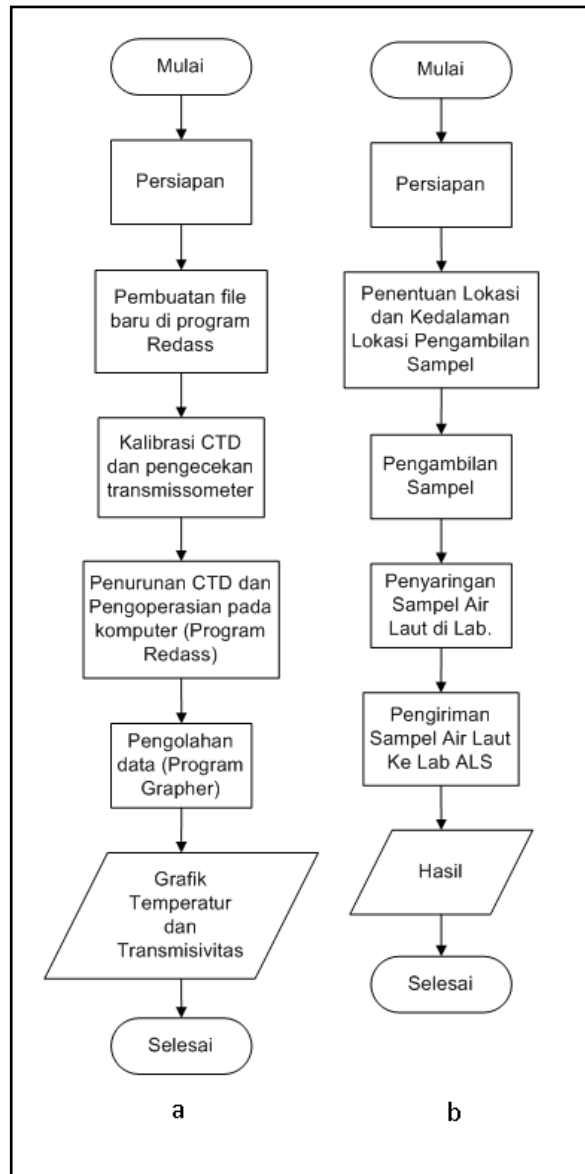 Mulai
Persiapan
Pembuatan file
baru di program
Redass
Kalibrasi CTD
dan pengecekan
transmissometer
Penurunan CTD dan
Pengoperasian pada
komputer (Program
Redass)
Pengolahan
data (Program
Grapher)
Grafik
Temperatur
dan
Transmisivitas
Selesai
a
Mulai
Persiapan
Penentuan Lokasi
dan Kedalaman
Lokasi Pengambilan
Sampel
Pengambilan
Sampel
Penyaringan
Sampel Air
Laut di Lab.
Pengiriman
Sampel Air Laut
Ke Lab ALS
Hasil
Selesai
b